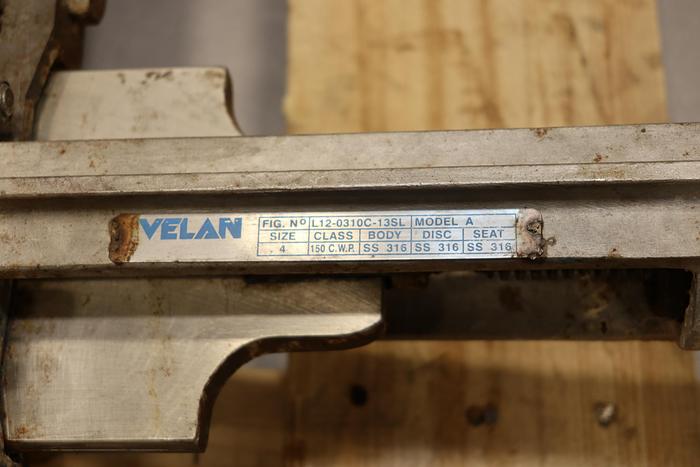 VELAN
FIG. Nº L12-0310C-13SL MODEL A
SIZE CLASS BODY DISC SEAT
4 150 C.W.P. SS 316 SS 316 SS 316